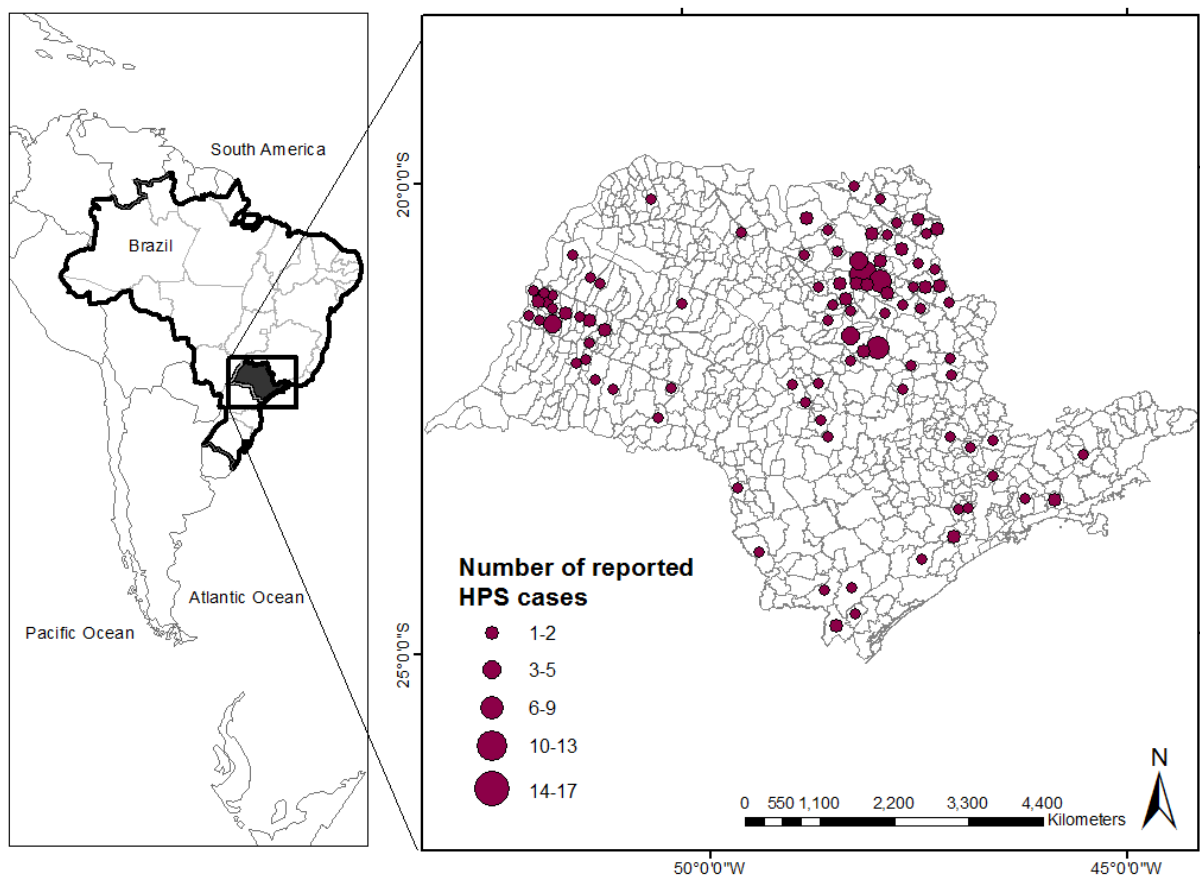 South America
Brazil
Atlantic Ocean
Pacific Ocean
20°0'0"S
25°0'0"S
Number of reported
HPS cases
1-2
3-5
6-9
10-13
14-17
N
0 550 1,100 2,200 3,300 4,400
Kilometers
50°0'0"W 45°0'0"W